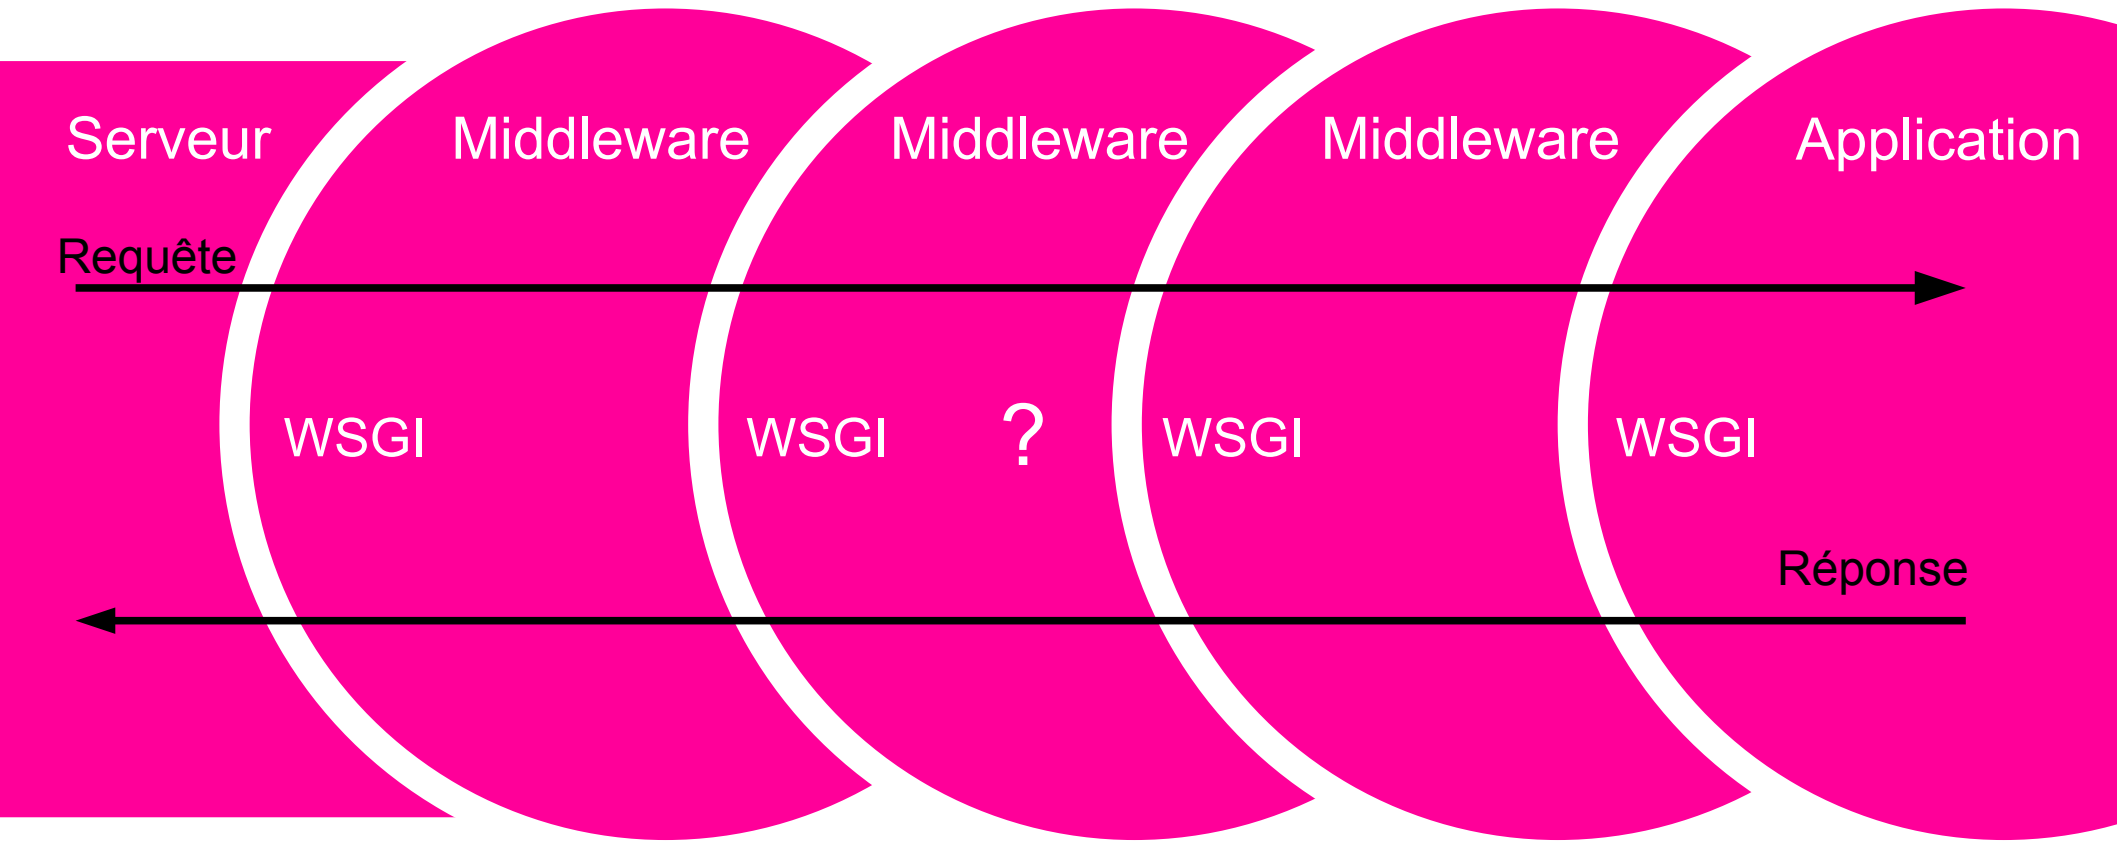 Serveur
Middleware
Middleware
Middleware
Application
Requête
WSGI
WSGI
?
WSGI
WSGI
Réponse